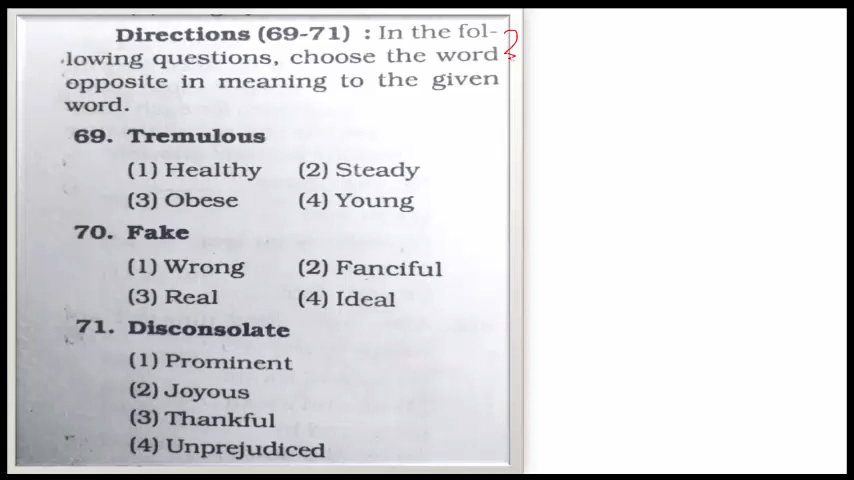 Directions (69-71) : In the fol-
lowing questions, choose the word
opposite in meaning to the given
word.
69. Tremulous
(1) Healthy (2) Steady
(3) Obese (4) Young
70. Fake
(1) Wrong (2) Fanciful
(3) Real (4) Ideal
71. Disconsolate
(1) Prominent
(2) Joyous
(3) Thankful
(4) Unprejudiced